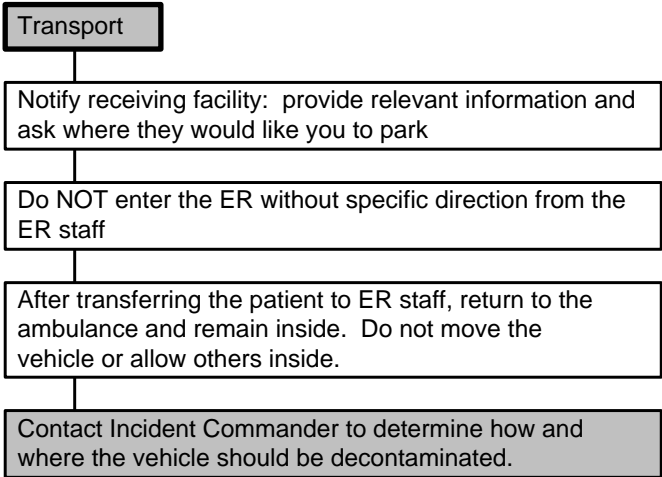 Transport
Notify receiving facility:  provide relevant information and
ask where they would like you to park
Do NOT enter the ER without specific direction from the
ER staff
After transferring the patient to ER staff, return to the
ambulance and remain inside.  Do not move the
vehicle or allow others inside.
Contact Incident Commander to determine how and
where the vehicle should be decontaminated.